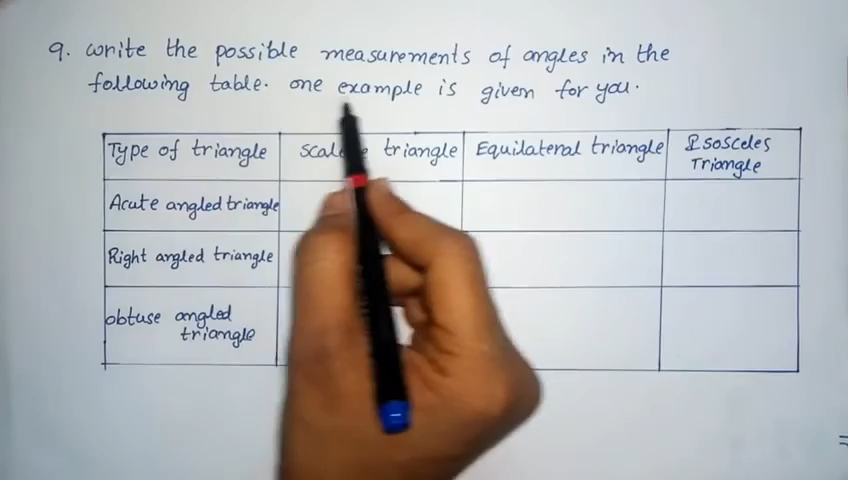 9. Write the possible measurements of angles in the
following table. one example is given for you.
Type of triangle triangle Equilateral triangle Isosceles
Triangle
Acute angled triangle
Right angled triangle
obtuse angled
triangle